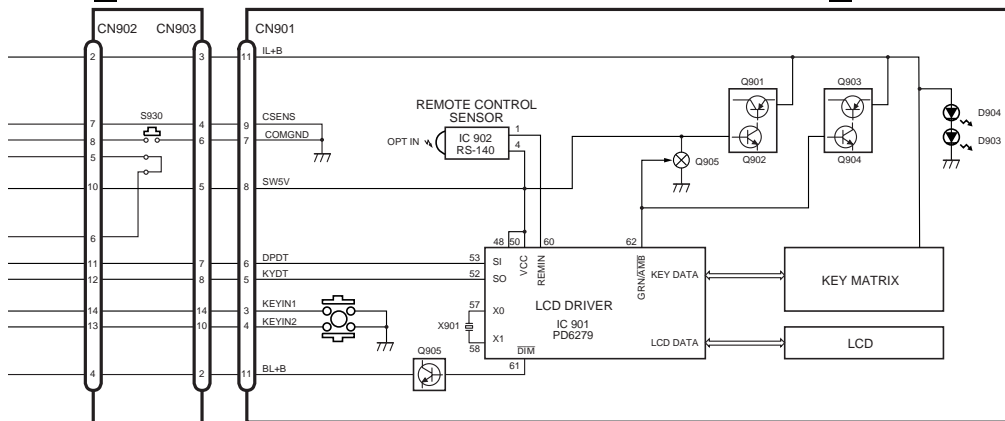 CN902 CN903 CN901
2 3 11 IL+B
Q901 Q903
REMOTE CONTROL
SENSOR
S930
D904
7 4 9 CSENS
OPT IN IC 902 1
8 6 7 COMGND
RS-140 4
D903
5
Q905 Q902 Q904
10 5 8 SW5V
6
48 50 60 62
11 7 6 DPDT 53 SI VCC REMIN GRN/AMB KEY DATA KEY MATRIX
12 8 5 KYDT 52 SO
LCD DRIVER
14 14 3 KEYIN1 57 X0
IC 901
13 10 4 KEYIN2 X901 PD6279
58 X1 LCD DATA LCD
Q905 DIM
61
4 2 11 BL+B